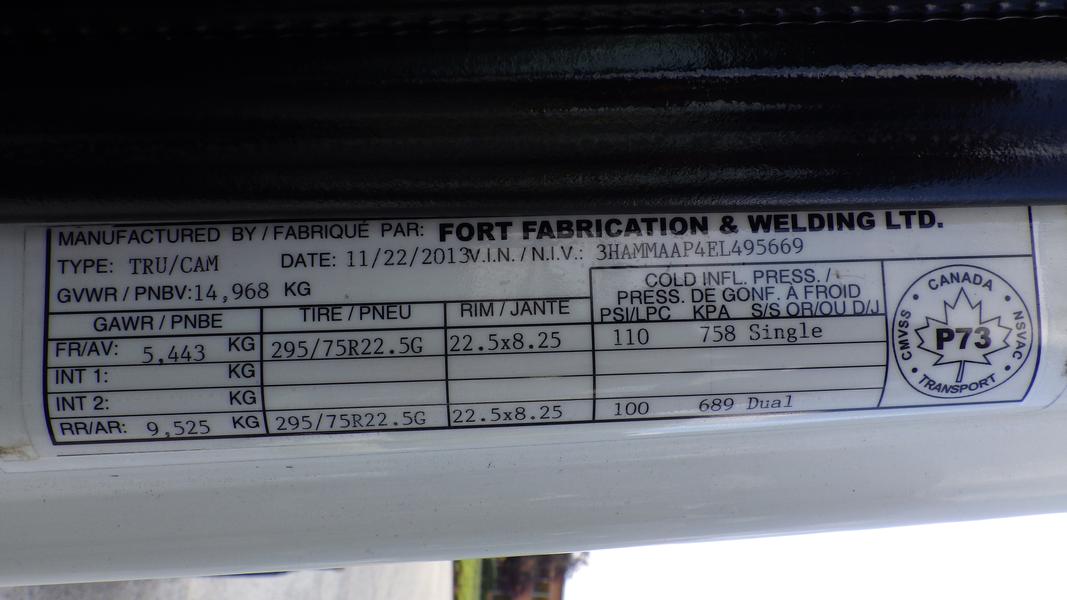 MANUFACTURED BY / FABRIQUÉ PAR: FORT FABRICATION & WELDING LTD.
TYPE: TRU/CAM DATE: 11/22/2013 V.I.N. / N.I.V.: 3HAMMAAP4EL495669
GVWR / PNBV: 14,968 KG
COLD INFL. PRESS. /
PRESS. DE GONF. À FROID
GAWR / PNBE TIRE / PNEU RIM / JANTE PSI/LPC KPA S/S OR/OU D/J
FR/AV: 5,443 KG 295/75R22.5G 22.5x8.25 110 758 Single
INT 1: KG
INT 2: KG
RR/AR: 9,525 KG 295/75R22.5G 22.5x8.25 100 689 Dual
CANADA
CMVSS P73 NSVAC
TRANSPORT